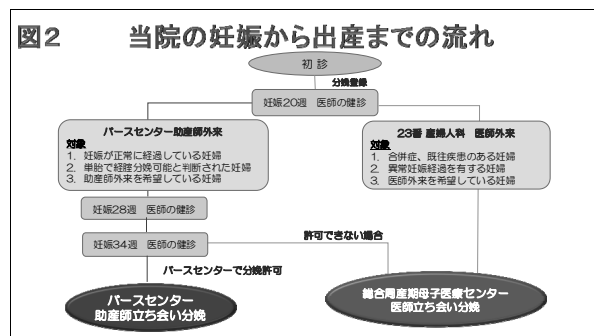 図2 当院の妊娠から出産までの流れ
初診
分娩登録
妊娠20週 医師の健診
バースセンター助産師外来
対象
1. 妊娠が正常に経過している妊婦
2. 単胎で経腟分娩可能と判断された妊婦
3. 助産師外来を希望している妊婦
23番 産婦人科 医師外来
対象
1. 合併症、既往疾患のある妊婦
2. 異常妊娠経過を有する妊婦
3. 医師外来を希望している妊婦
妊娠28週 医師の健診
妊娠34週 医師の健診
許可できない場合
バースセンターで分娩許可
バースセンター
助産師立ち会い分娩
総合周産期母子医療センター
医師立ち会い分娩